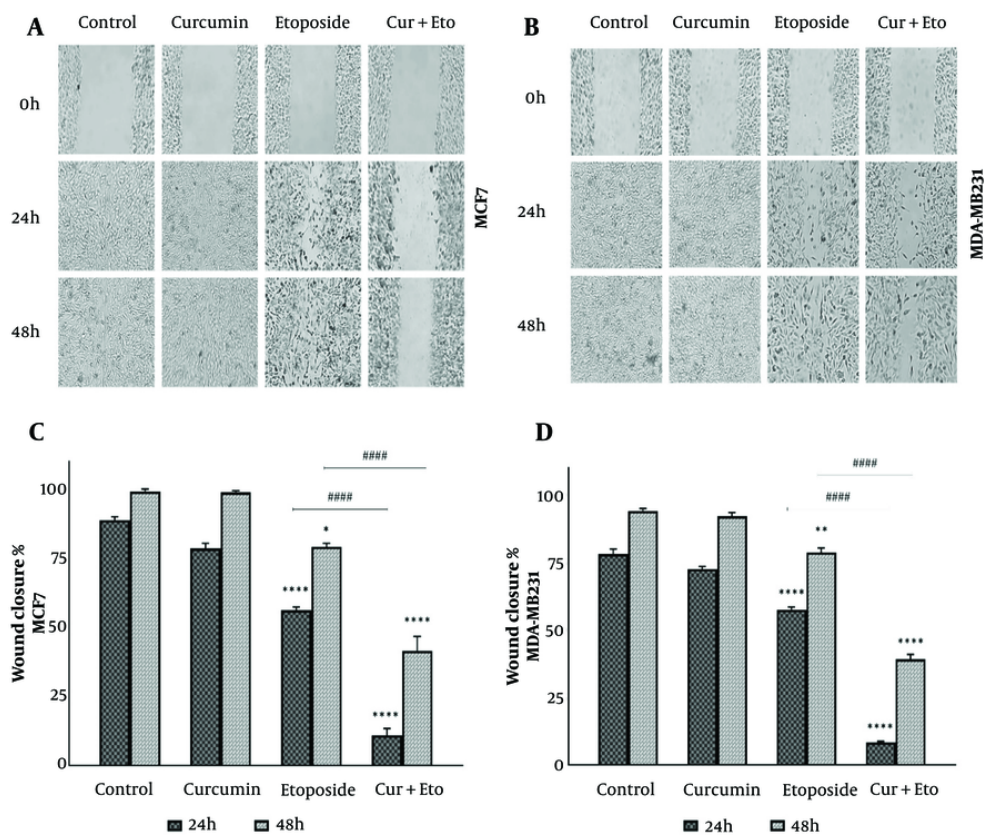 A
Control Curcumin Etoposide Cur + Eto
0h
24h
48h
MCF7
B
Control Curcumin Etoposide Cur + Eto
0h
24h
48h
MDA-MB231
C
####
####
*
****
****
****
100
75
50
25
0
Wound closure %
MCF7
Control Curcumin Etoposide Cur + Eto
24h 48h
D
####
####
**
****
****
****
100
75
50
25
0
Wound closure %
MDA-MB231
Control Curcumin Etoposide Cur + Eto
24h 48h